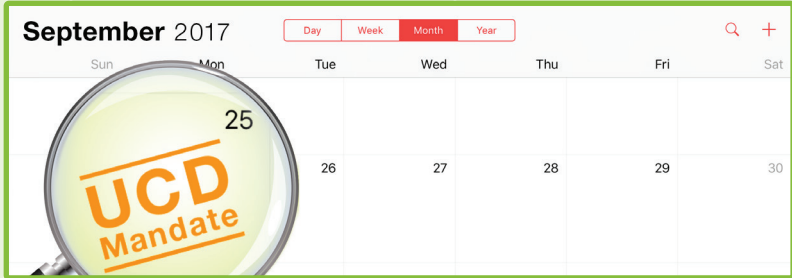 September 2017 Day Week Month Year
Sun Mon Tue Wed Thu Fri Sat
25
26 27 28 29 30
UCD
Mandate